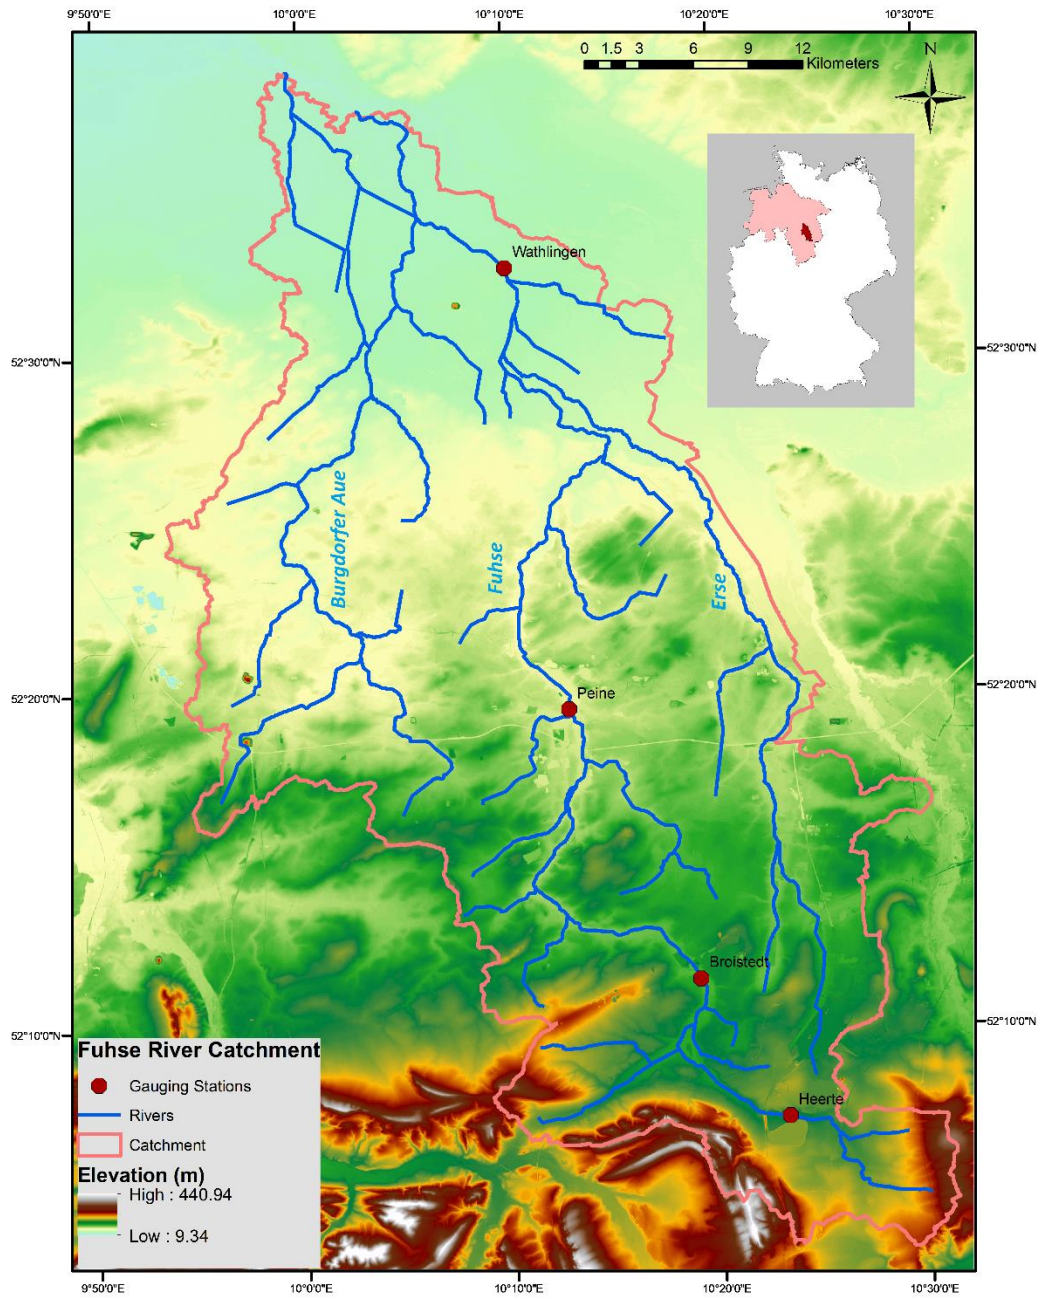 9°50'0"E 10°0'0"E 10°10'0"E 10°20'0"E 10°30'0"E
0 1.5 3 6 9 12
Kilometers
N
Wathlingen
52°30'0"N 52°30'0"N
Burgdorfer Aue
Fuhse
Erse
52°20'0"N 52°20'0"N
Peine
Broistedt
52°10'0"N 52°10'0"N
Fuhse River Catchment
Gauging Stations
Rivers
Catchment
Elevation (m)
High : 440.94
Low : 9.34
Heerte
9°50'0"E 10°0'0"E 10°10'0"E 10°20'0"E 10°30'0"E